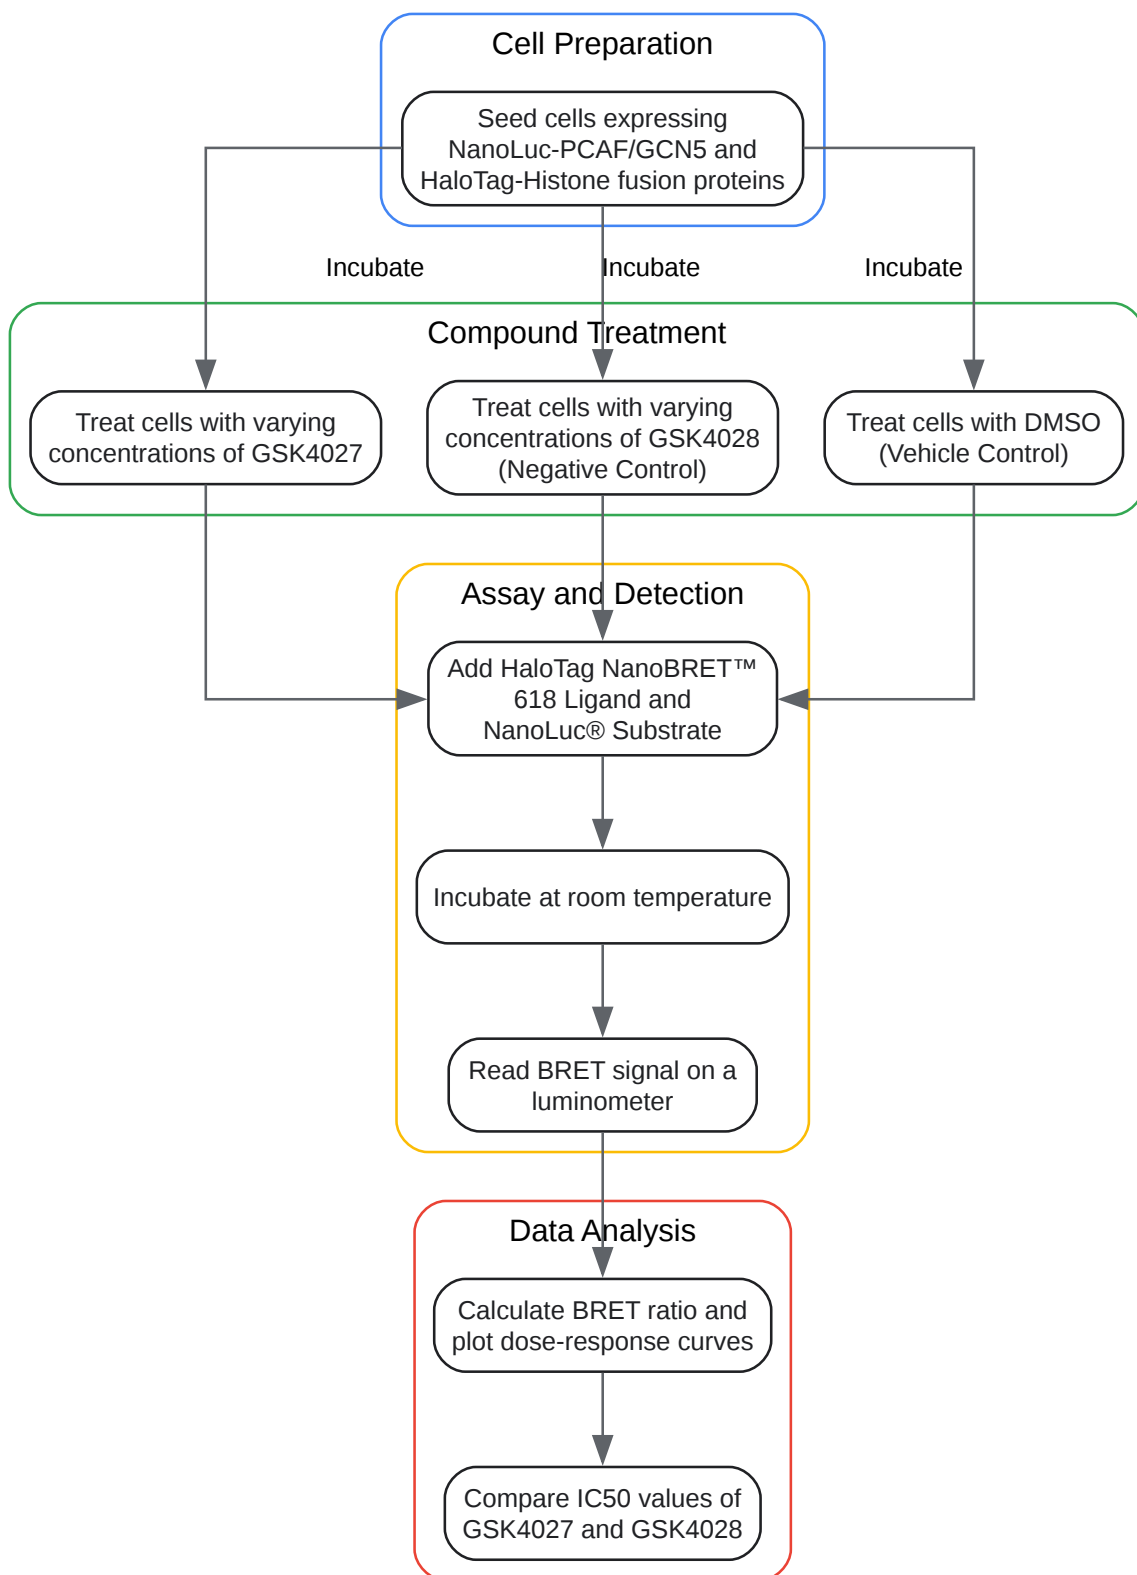 Cell Preparation
Seed cells expressing
NanoLuc-PCAF/GCN5 and
HaloTag-Histone fusion proteins
Incubate
Incubate
Incubate
Compound Treatment
Treat cells with varying
concentrations of GSK4027
Treat cells with varying
concentrations of GSK4028
(Negative Control)
Treat cells with DMSO
(Vehicle Control)
Assay and Detection
Add HaloTag NanoBRET™
618 Ligand and
NanoLuc® Substrate
Incubate at room temperature
Read BRET signal on a
luminometer
Data Analysis
Calculate BRET ratio and
plot dose-response curves
Compare IC50 values of
GSK4027 and GSK4028